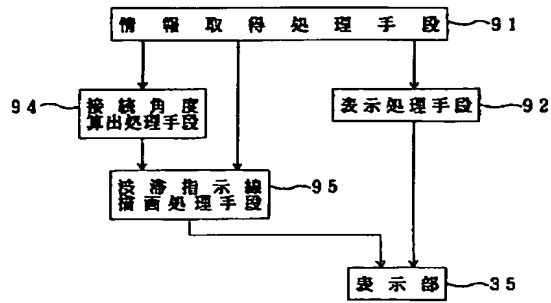 情報取得処理手段 91
94 接続角度
算出処理手段
表示処理手段 92
渋滞指示線 95
描画処理手段
表示部 35